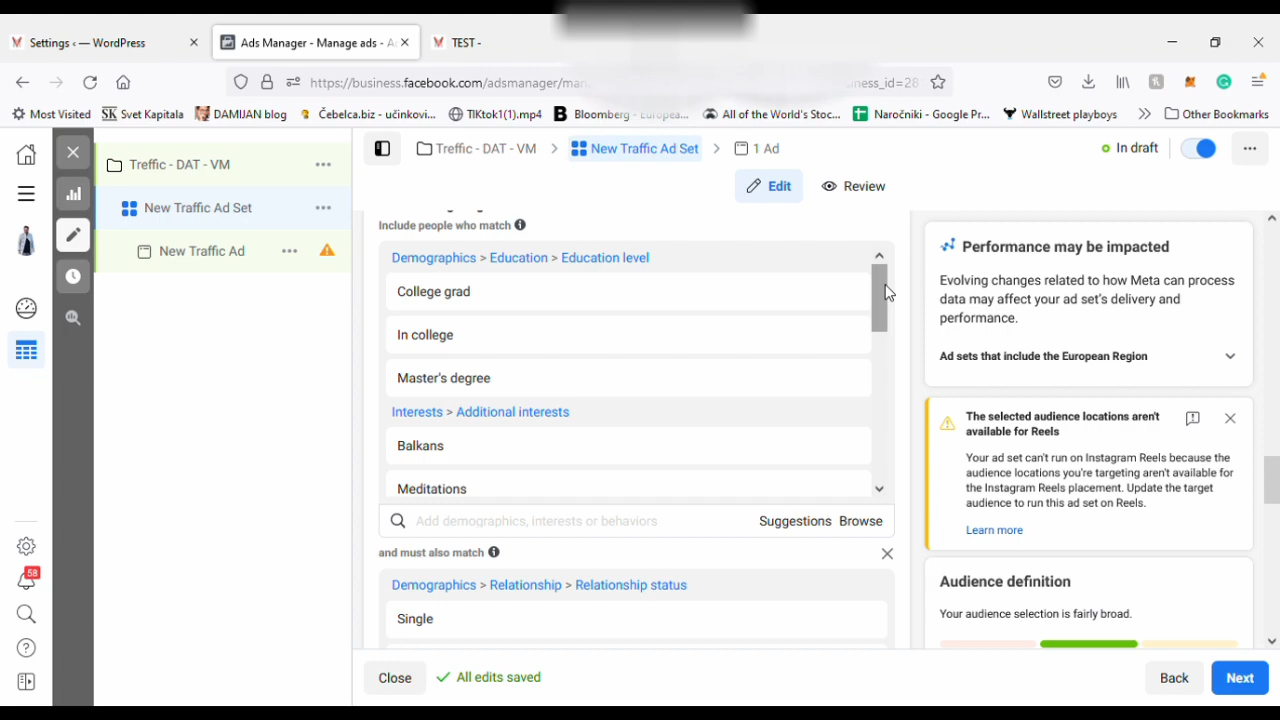 Settings ‹ — WordPress
Ads Manager - Manage ads - Ac
TEST -
https://business.facebook.com/adsmanager/man
ness_id=28
Most Visited
SK Svet Kapitala
DAMIJAN blog
Čebelca.biz - učinkovi...
TIKtok1(1).mp4
Bloomberg - European...
All of the World's Stoc...
Naročniki - Google Pr...
Wallstreet playboys
Other Bookmarks
Treffic - DAT - VM
New Traffic Ad Set
New Traffic Ad
58
Treffic - DAT - VM > New Traffic Ad Set > 1 Ad
In draft
Edit
Review
Include people who match
Demographics > Education > Education level
College grad
In college
Master's degree
Interests > Additional interests
Balkans
Meditations
Add demographics, interests or behaviors
Suggestions Browse
and must also match
Demographics > Relationship > Relationship status
Single
Performance may be impacted
Evolving changes related to how Meta can process
data may affect your ad set's delivery and
performance.
Ad sets that include the European Region
The selected audience locations aren't
available for Reels
Your ad set can't run on Instagram Reels because the
audience locations you're targeting aren't available for
the Instagram Reels placement. Update the target
audience to run this ad set on Reels.
Learn more
Audience definition
Your audience selection is fairly broad.
Close
All edits saved
Back
Next